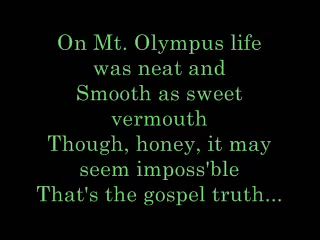 On Mt. Olympus life
was neat and
Smooth as sweet
vermouth
Though, honey, it may
seem imposs'ble
That's the gospel truth...